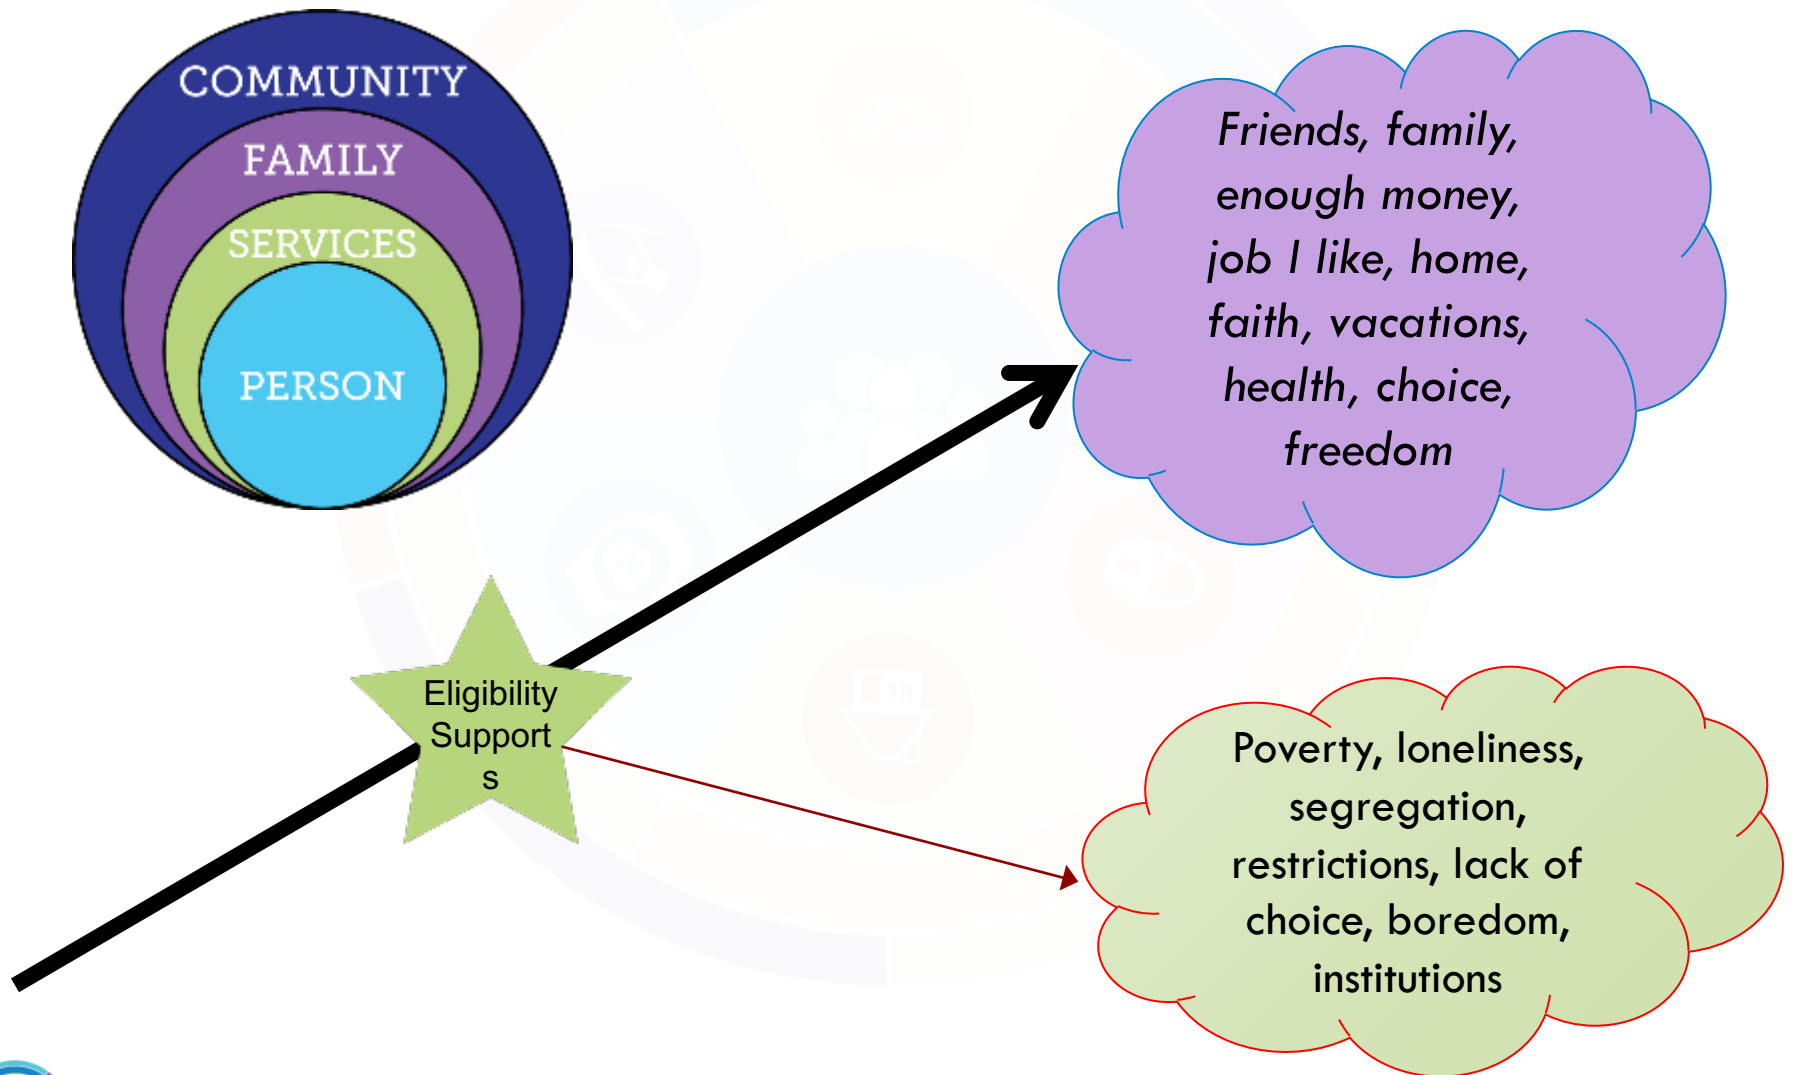 COMMUNITY
FAMILY
SERVICES
PERSON
Friends, family,
enough money,
job I like, home,
faith, vacations,
health, choice,
freedom
Eligibility
Support
s
Poverty, loneliness,
segregation,
restrictions, lack of
choice, boredom,
institutions